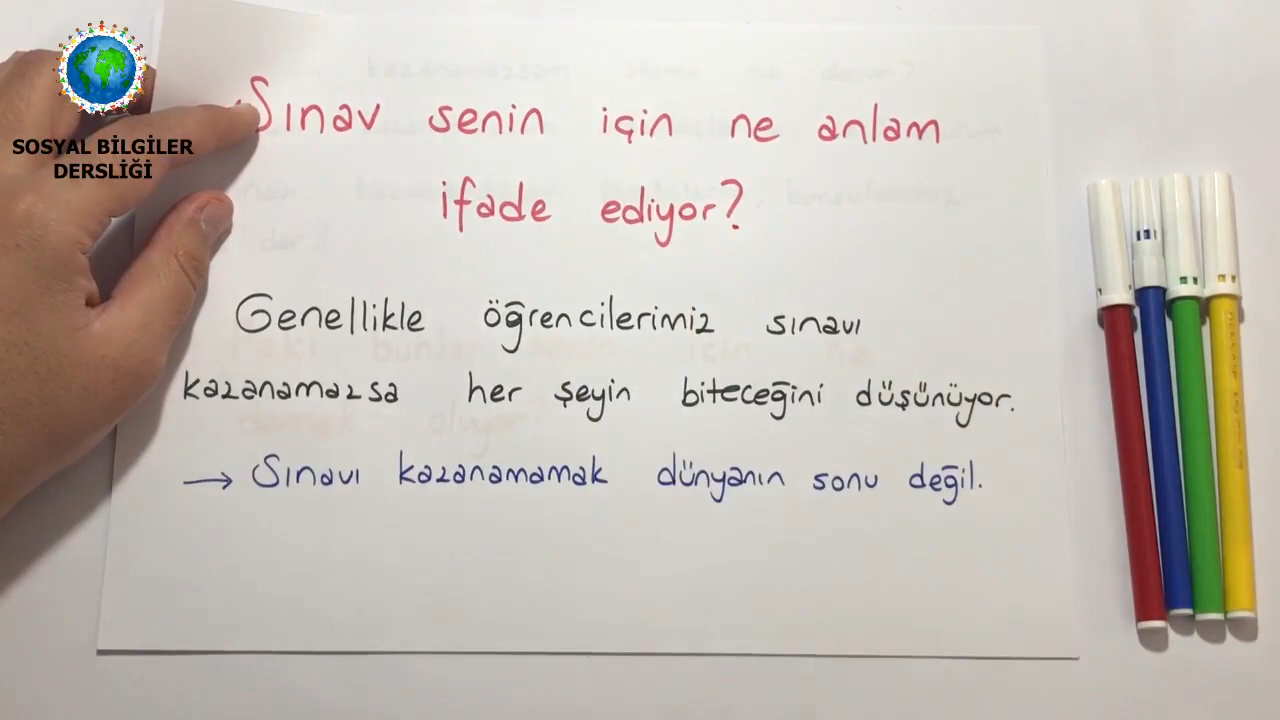 SOSYAL BİLGİLER
DERSLİĞİ
Sınav senin için ne anlam
ifade ediyor?
Genellikle öğrencilerimiz sınavı
kazanamazsa her şeyin biteceğini düşünüyor.
→ Sınavı kazanamamak dünyanın sonu değil.